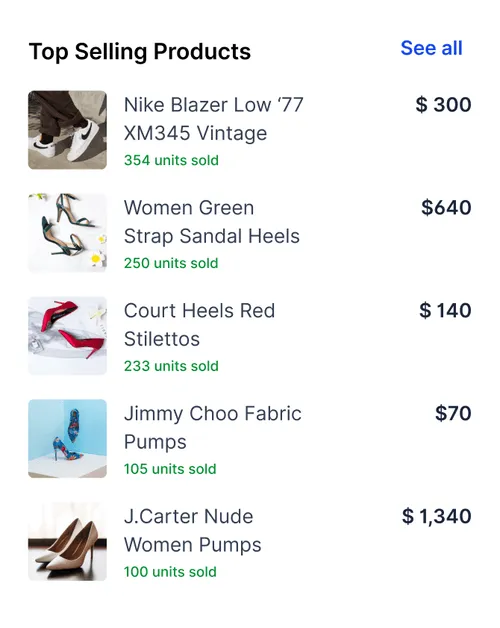 Top Selling Products See all
Nike Blazer Low ‘77 $ 300
XM345 Vintage
354 units sold
Women Green $640
Strap Sandal Heels
250 units sold
Court Heels Red $ 140
Stilettos
233 units sold
Jimmy Choo Fabric $70
Pumps
105 units sold
J.Carter Nude $ 1,340
Women Pumps
100 units sold